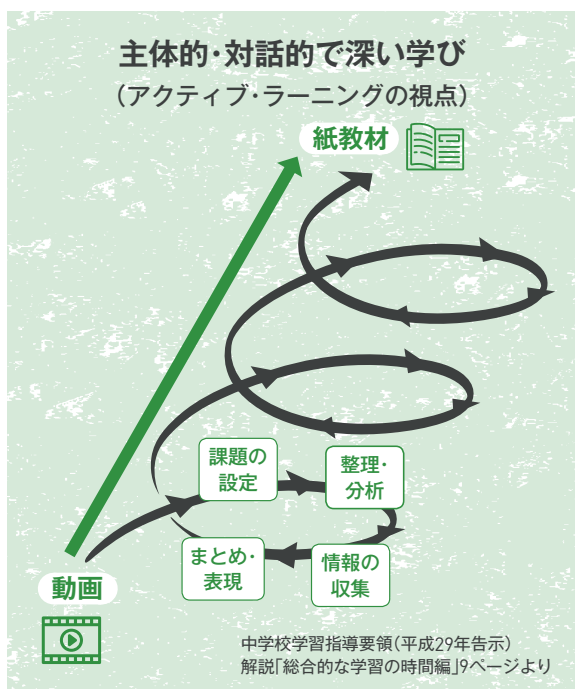 主体的・対話的で深い学び
（アクティブ・ラーニングの視点）
紙教材
課題の
設定
整理・
分析
まとめ・
表現
情報の
収集
動画
中学校学習指導要領（平成29年告示）
解説「総合的な学習の時間編」9ページより